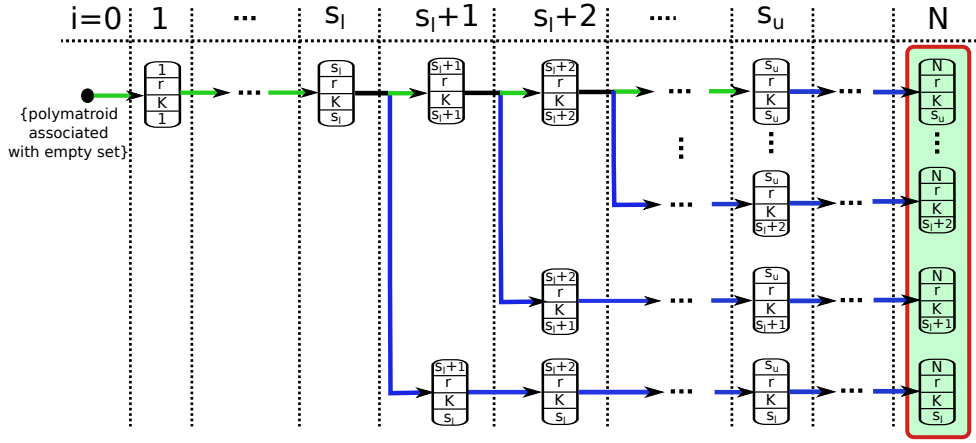 i=0 1 ... s_l s_l+1 s_l+2 .... s_u N
{polymatroid
associated
with empty set}
1
r
K
1
...
s_l
r
K
s_l
s_l+1
r
K
s_l+1
s_l+2
r
K
s_l+2
...
s_u
r
K
s_u
...
N
r
K
s_u
...
...
...
...
s_u
r
K
s_l+2
...
N
r
K
s_l+2
s_l+2
r
K
s_l+1
...
s_u
r
K
s_l+1
...
N
r
K
s_l+1
s_l+1
r
K
s_l
s_l+2
r
K
s_l
...
s_u
r
K
s_l
...
N
r
K
s_l